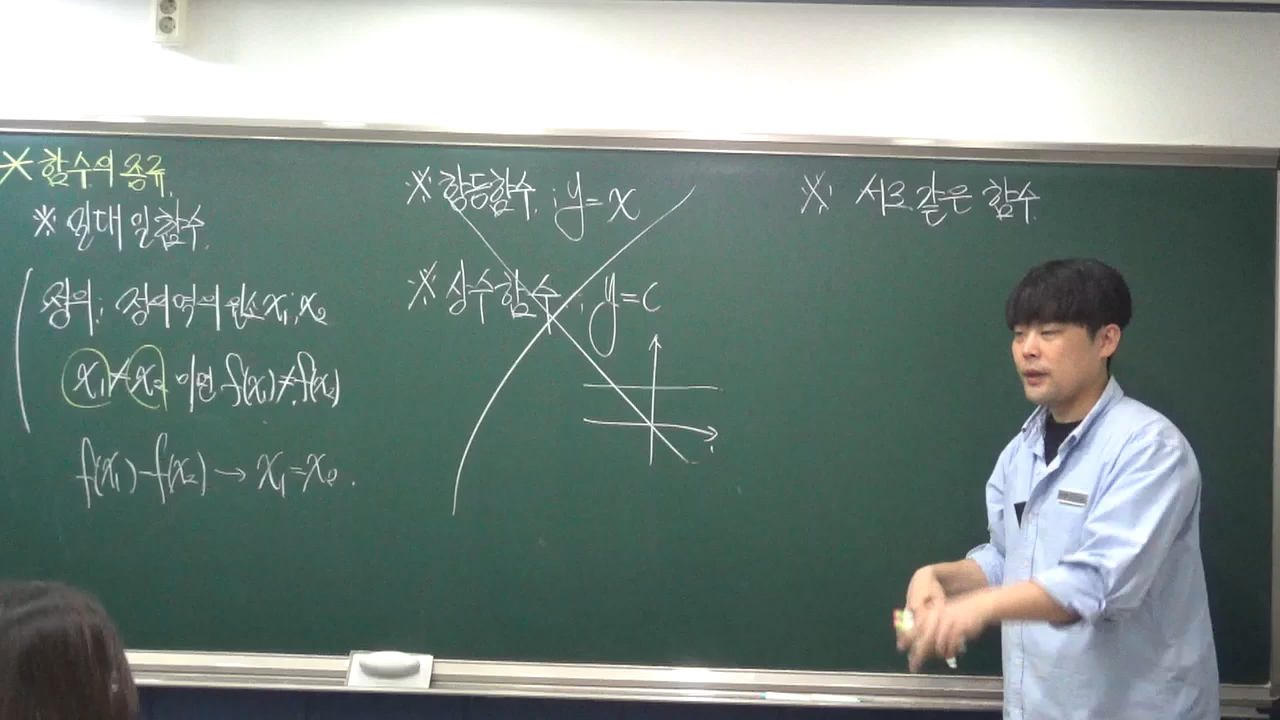 * 함수의 종류.
※ 일대일함수.
정의; 정의역의 원소 x₁, x₂
x₁≠x₂ 이면 f(x₁)≠f(x₂)
f(x₁)=f(x₂) → x₁=x₂.
※ 항등함수. ; y=x
※ 상수함수 ; y=c
※ 서로 같은 함수.